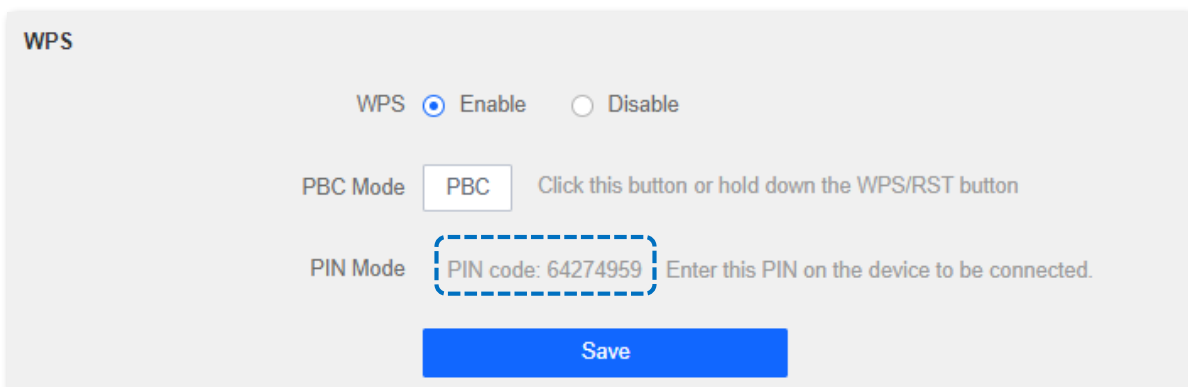 WPS
WPS Enable Disable
PBC Mode PBC Click this button or hold down the WPS/RST button
PIN Mode PIN code: 64274959 Enter this PIN on the device to be connected.
Save